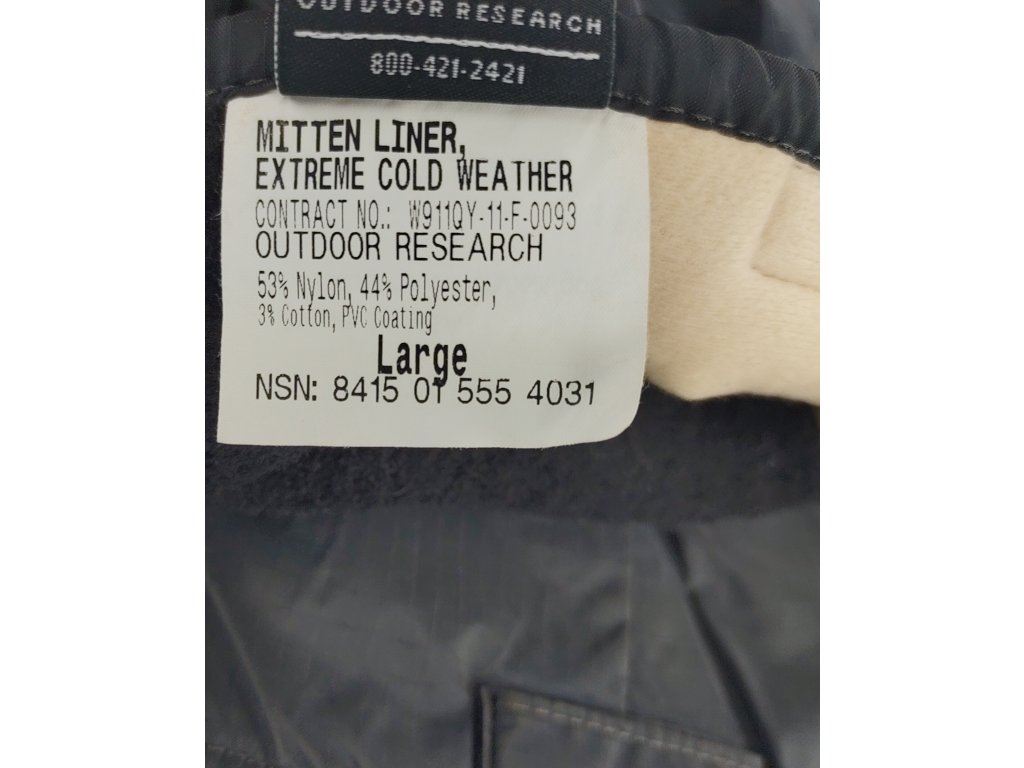 OUTDOOR RESEARCH
800-421-2421
MITTEN LINER,
EXTREME COLD WEATHER
CONTRACT NO.: W911QY-11-F-0093
OUTDOOR RESEARCH
53% Nylon, 44% Polyester,
3% Cotton, PVC Coating
Large
NSN: 8415 01 555 4031